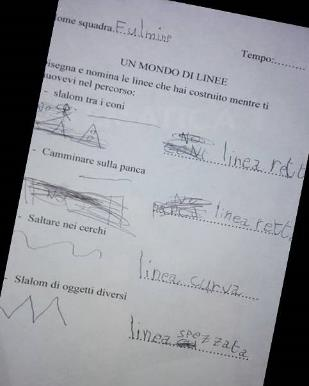 ome squadra Fulmine
Tempo:........
UN MONDO DI LINEE
isegna e nomina le linee che hai costruito mentre ti
uovevi nel percorso:
- slalom tra i coni
linea rett
- Camminare sulla panca
linea rett
- Saltare nei cerchi
linea curva
- Slalom di oggetti diversi
linea spezzata